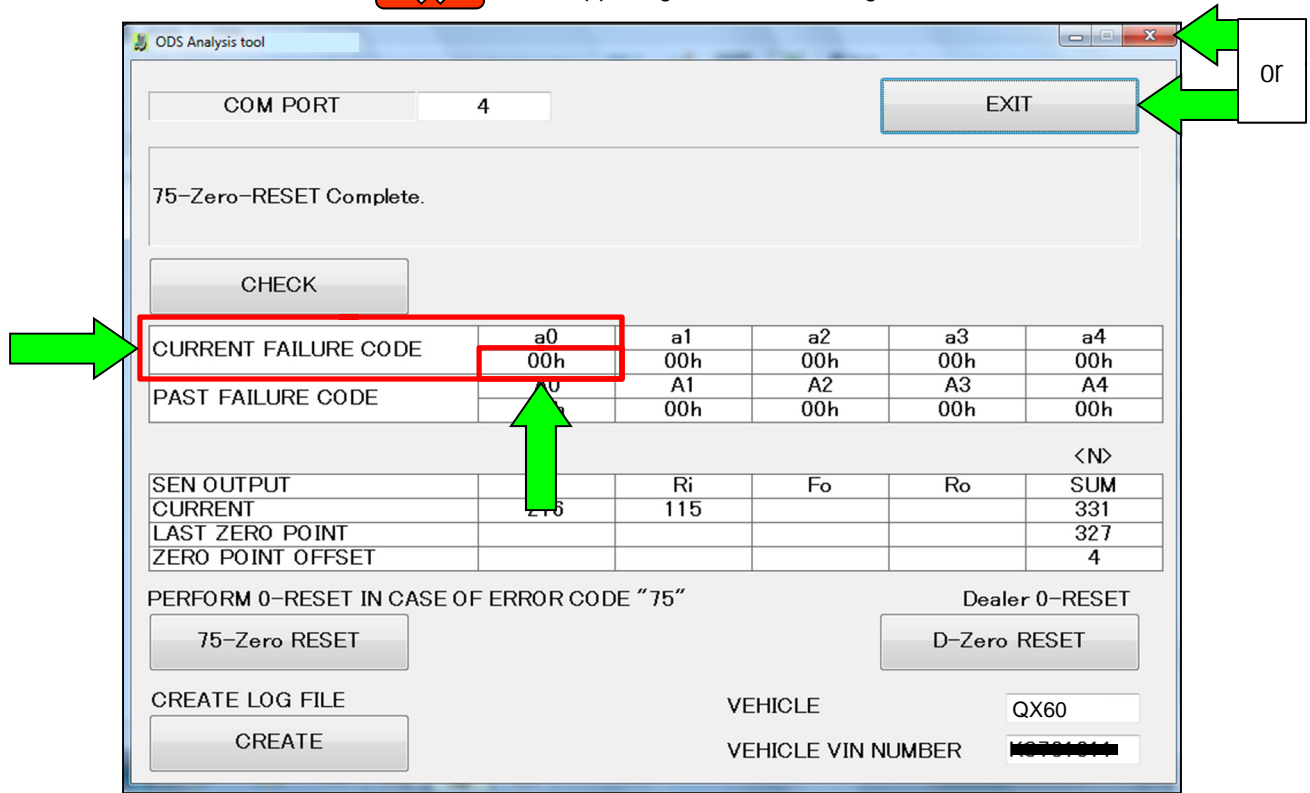 ODS Analysis tool
or
COM PORT 4 EXIT
75-Zero-RESET Complete.
CHECK
CURRENT FAILURE CODE a0 a1 a2 a3 a4
00h 00h 00h 00h 00h
PAST FAILURE CODE A1 A2 A3 A4
00h 00h 00h 00h
<N>
SEN OUTPUT Ri Fo Ro SUM
CURRENT 115 331
LAST ZERO POINT 327
ZERO POINT OFFSET 4
PERFORM 0-RESET IN CASE OF ERROR CODE "75" Dealer 0-RESET
75-Zero RESET D-Zero RESET
CREATE LOG FILE
VEHICLE QX60
CREATE
VEHICLE VIN NUMBER